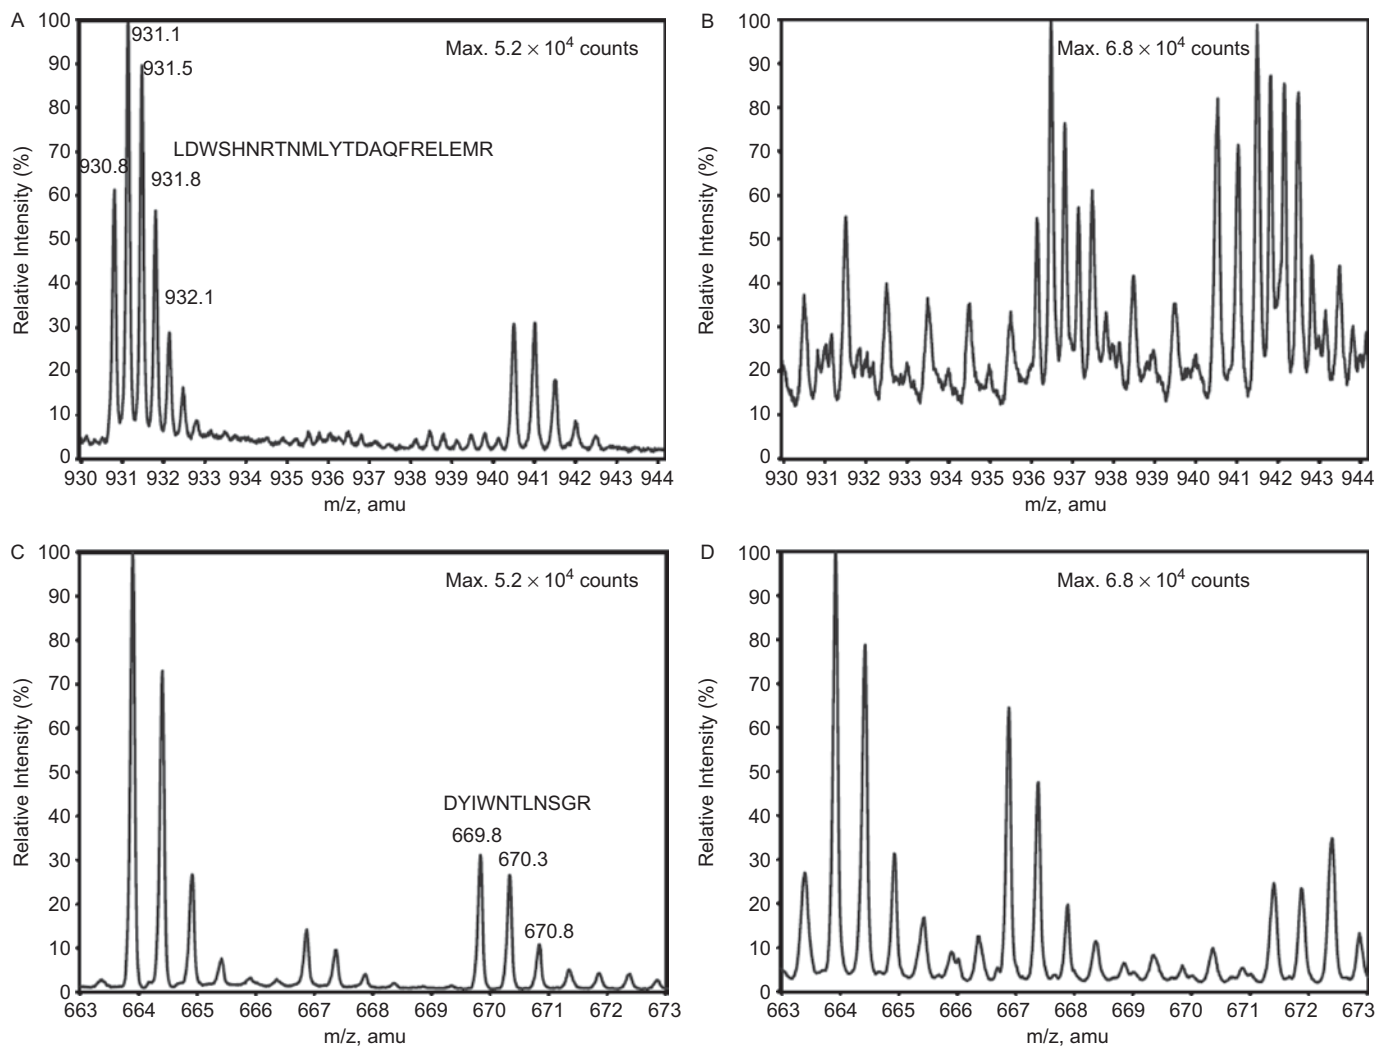 A
Max. 5.2 × 10⁴ counts
Relative Intensity (%)
100
90
80
70
60
50
40
30
20
10
0
931.1
931.5
930.8
LDWSHNRTNMLYTDAQFRELEMR
931.8
932.1
930 931 932 933 934 935 936 937 938 939 940 941 942 943 944
m/z, amu
B
Max. 6.8 × 10⁴ counts
Relative Intensity (%)
100
90
80
70
60
50
40
30
20
10
0
930 931 932 933 934 935 936 937 938 939 940 941 942 943 944
m/z, amu
C
Max. 5.2 × 10⁴ counts
Relative Intensity (%)
100
90
80
70
60
50
40
30
20
10
0
DYIWNTLNSGR
669.8
670.3
670.8
663 664 665 666 667 668 669 670 671 672 673
m/z, amu
D
Max. 6.8 × 10⁴ counts
Relative Intensity (%)
100
90
80
70
60
50
40
30
20
10
0
663 664 665 666 667 668 669 670 671 672 673
m/z, amu